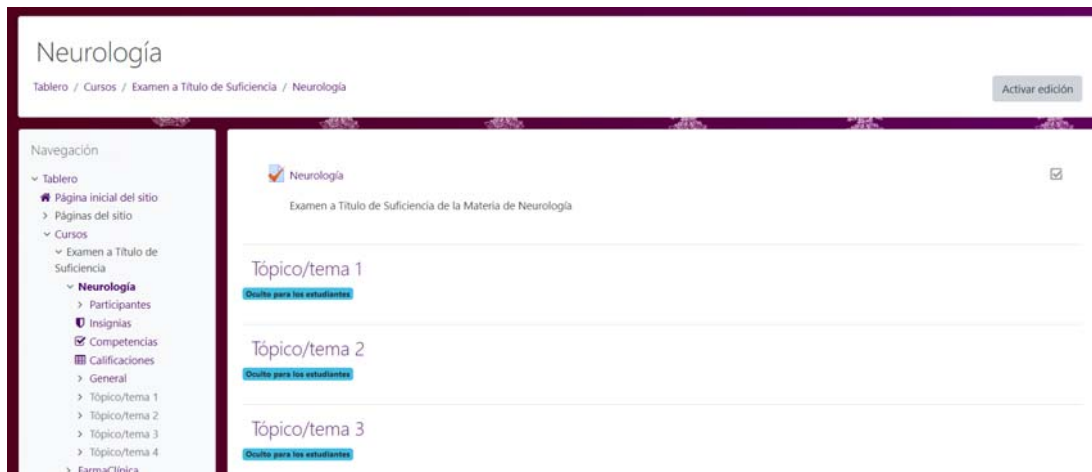 Neurología
Tablero / Cursos / Examen a Título de Suficiencia / Neurología
Activar edición
Navegación
Tablero
Página inicial del sitio
Páginas del sitio
Cursos
Examen a Título de
Suficiencia
Neurología
Participantes
Insignias
Competencias
Calificaciones
General
Tópico/tema 1
Tópico/tema 2
Tópico/tema 3
Tópico/tema 4
FarmaClínica
Neurología
Examen a Título de Suficiencia de la Materia de Neurología
Tópico/tema 1
Oculto para los estudiantes
Tópico/tema 2
Oculto para los estudiantes
Tópico/tema 3
Oculto para los estudiantes